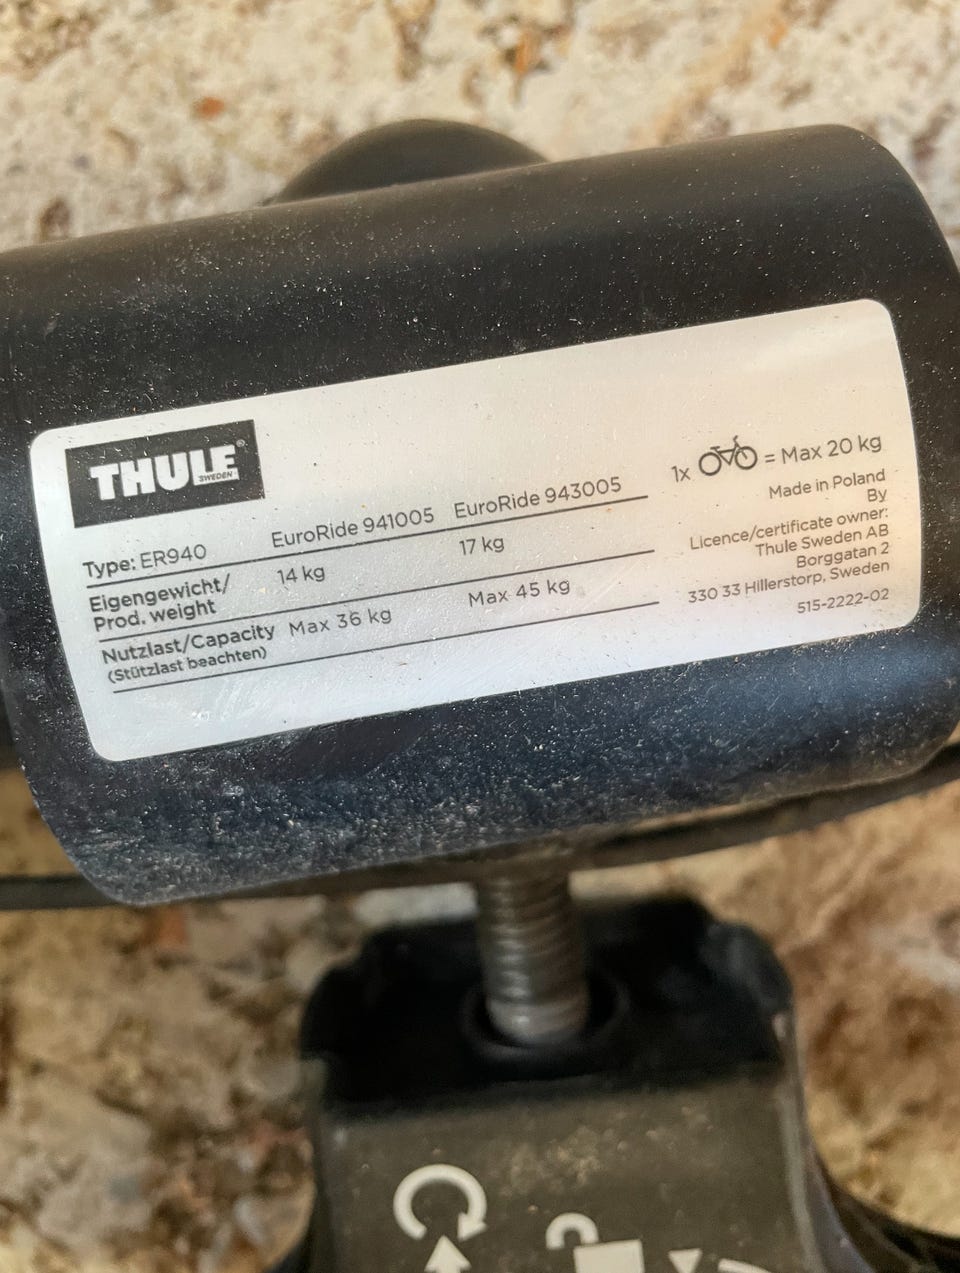 THULE®
SWEDEN
Type: ER940 EuroRide 941005 EuroRide 943005
Eigengewicht/
Prod. weight 14 kg 17 kg
Nutzlast/Capacity Max 36 kg Max 45 kg
(Stützlast beachten)
1x = Max 20 kg
Made in Poland
By
Licence/certificate owner:
Thule Sweden AB
Borggatan 2
330 33 Hillerstorp, Sweden
515-2222-02